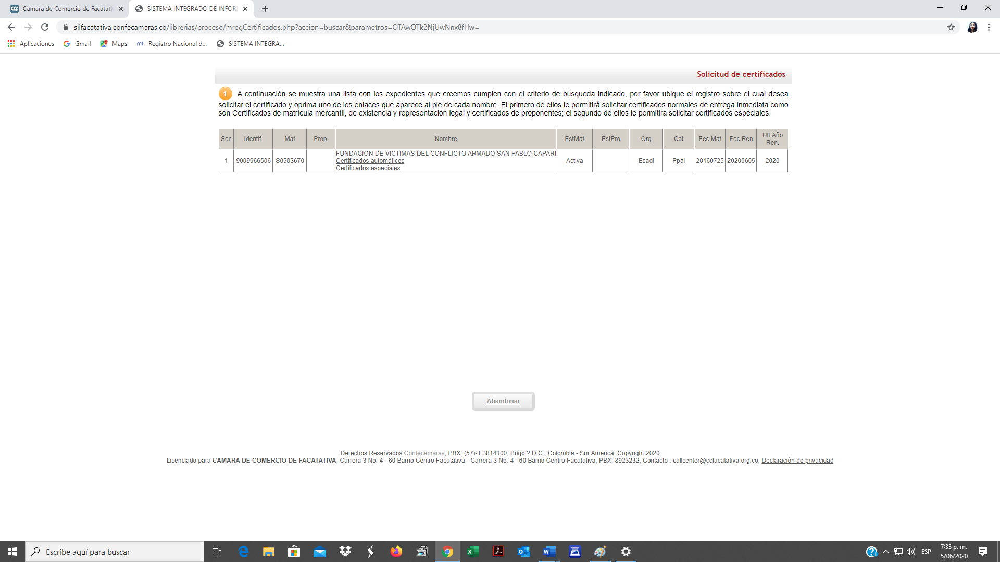 Cámara de Comercio de Facatati
SISTEMA INTEGRADO DE INFOR
siifacatativa.confecamaras.co/librerias/proceso/mregCertificados.php?accion=buscar&parametros=OTAwOTk2NjUwNnx8fHw=
Aplicaciones Gmail Maps rnt Registro Nacional d... SISTEMA INTEGRA...
Solicitud de certificados
1 A continuación se muestra una lista con los expedientes que creemos cumplen con el criterio de búsqueda indicado, por favor ubique el registro sobre el cual desea
solicitar el certificado y oprima uno de los enlaces que aparece al pie de cada nombre. El primero de ellos le permitirá solicitar certificados normales de entrega inmediata como
son Certificados de matrícula mercantil, de existencia y representación legal y certificados de proponentes; el segundo de ellos le permitirá solicitar certificados especiales.
Sec Identif. Mat Prop. Nombre EstMat EstPro Org Cat Fec.Mat Fec.Ren Ult.Año Ren.
FUNDACION DE VICTIMAS DEL CONFLICTO ARMADO SAN PABLO CAPAR
1 9009966506 S0503670 Certificados automáticos Activa Esadl Ppal 20160725 20200605 2020
Certificados especiales
Abandonar
Derechos Reservados Confecamaras, PBX: (57)-1 3814100, Bogot? D.C., Colombia - Sur America, Copyright 2020
Licenciado para CAMARA DE COMERCIO DE FACATATIVA, Carrera 3 No. 4 - 60 Barrio Centro Facatativa - Carrera 3 No. 4 - 60 Barrio Centro Facatativa, PBX: 8923232, Contacto : callcenter@ccfacatativa.org.co, Declaración de privacidad
Escribe aquí para buscar
ESP
7:33 p. m.
5/06/2020